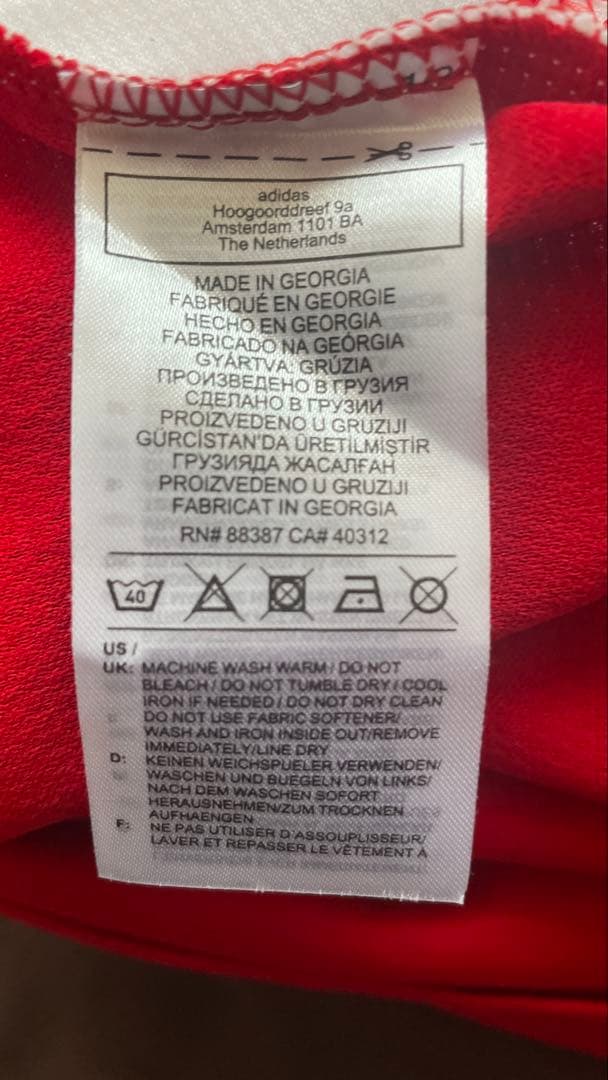 adidas
Hoogoorddreef 9a
Amsterdam 1101 BA
The Netherlands
MADE IN GEORGIA
FABRIQUÉ EN GEORGIE
HECHO EN GEORGIA
FABRICADO NA GEÓRGIA
GYÁRTVA: GRÚZIA
ПРОИЗВЕДЕНО В ГРУЗИЯ
СДЕЛАНО В ГРУЗИИ
PROIZVEDENO U GRUZIJI
GÜRCİSTAN'DA ÜRETİLMİŞTİR
ГРУЗИЯДА ЖАСАЛҒАН
PROIZVEDENO U GRUZIJI
FABRICAT IN GEORGIA
RN# 88387 CA# 40312
40
US /
UK: MACHINE WASH WARM / DO NOT
BLEACH / DO NOT TUMBLE DRY / COOL
IRON IF NEEDED / DO NOT DRY CLEAN
DO NOT USE FABRIC SOFTENER/
WASH AND IRON INSIDE OUT/REMOVE
IMMEDIATELY/LINE DRY
D: KEINEN WEICHSPUELER VERWENDEN/
WASCHEN UND BUEGELN VON LINKS/
NACH DEM WASCHEN SOFORT
HERAUSNEHMEN/ZUM TROCKNEN
AUFHAENGEN
F: NE PAS UTILISER D'ASSOUPLISSEUR/
LAVER ET REPASSER LE VÊTEMENT A